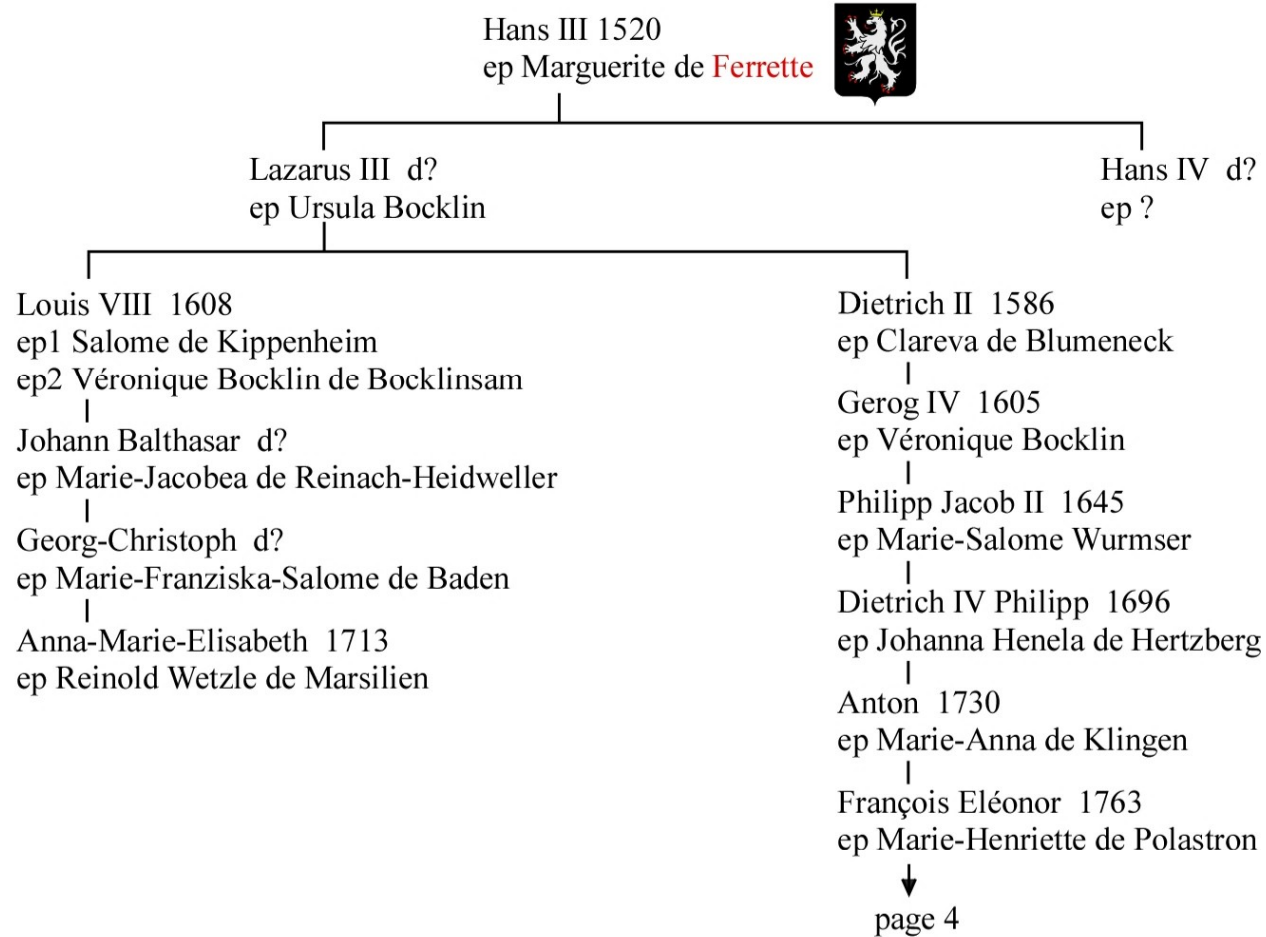 Hans III 1520
ep Marguerite de Ferrette
Lazarus III d?
ep Ursula Bocklin
Hans IV d?
ep ?
Louis VIII 1608
ep1 Salome de Kippenheim
ep2 Véronique Bocklin de Bocklinsam
Johann Balthasar d?
ep Marie-Jacobea de Reinach-Heidweller
Georg-Christoph d?
ep Marie-Franziska-Salome de Baden
Anna-Marie-Elisabeth 1713
ep Reinold Wetzle de Marsilien
Dietrich II 1586
ep Clareva de Blumeneck
Gerog IV 1605
ep Véronique Bocklin
Philipp Jacob II 1645
ep Marie-Salome Wurmser
Dietrich IV Philipp 1696
ep Johanna Henela de Hertzberg
Anton 1730
ep Marie-Anna de Klingen
François Eléonor 1763
ep Marie-Henriette de Polastron
page 4